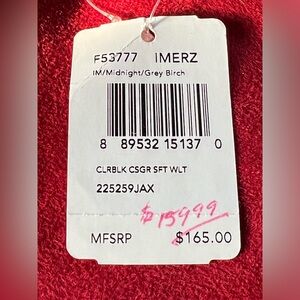 F53777 IMERZ
IM/Midnight/Grey Birch
8 89532 15137 0
CLRBLK CSGR SFT WLT
225259JAX
$159.99
MFSRP $165.00